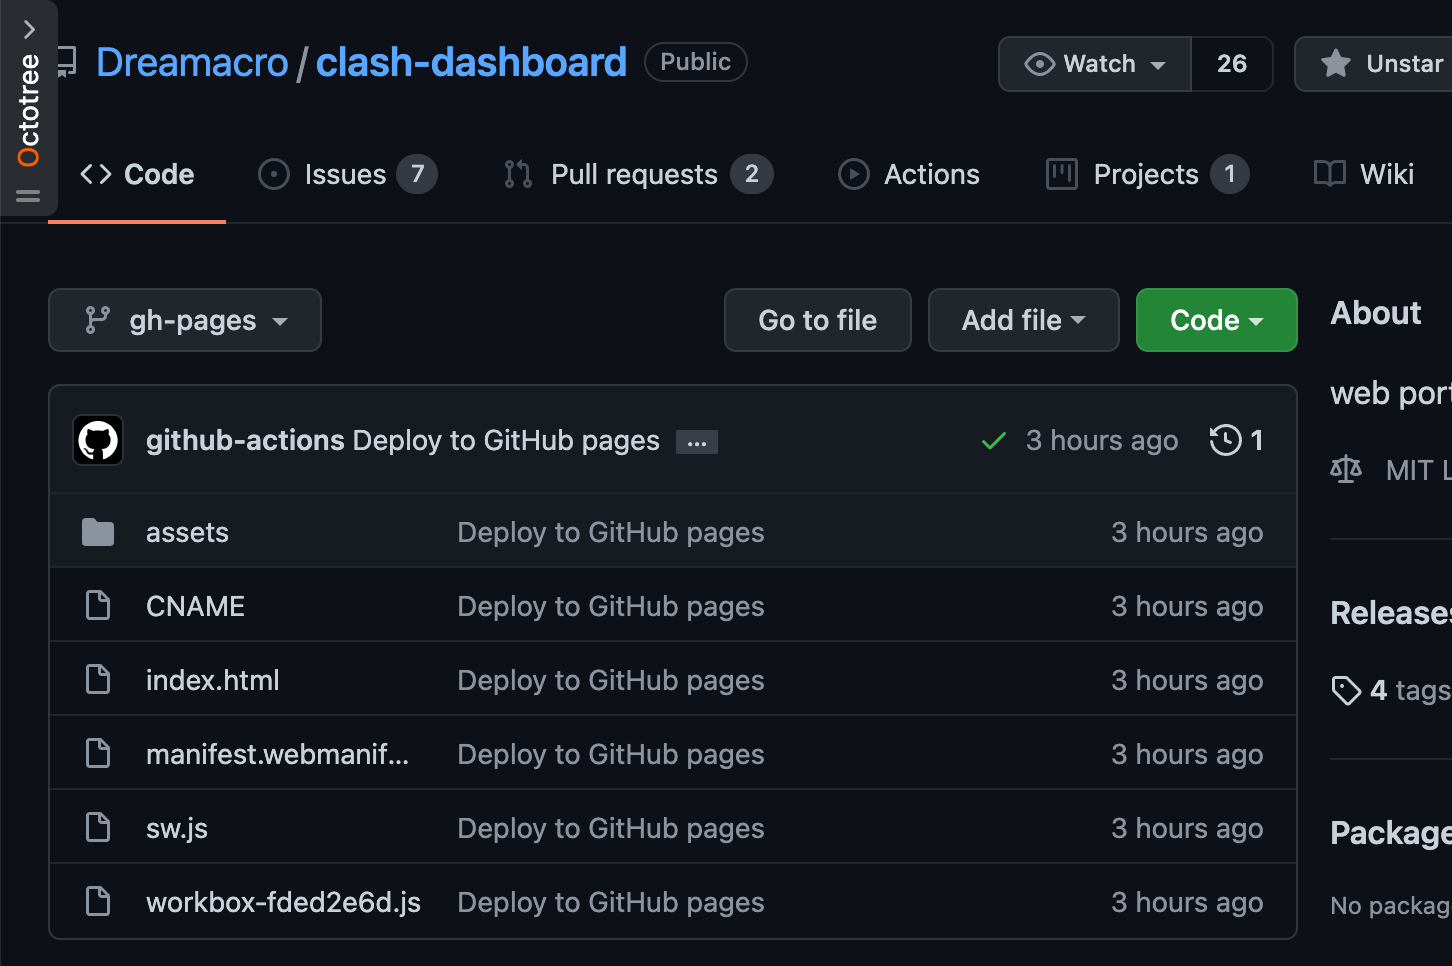 Octotree
Dreamacro / clash-dashboard Public
Watch 26
Unstar
Code
Issues 7
Pull requests 2
Actions
Projects 1
Wiki
gh-pages
Go to file
Add file
Code
github-actions Deploy to GitHub pages ... 3 hours ago 1
assets Deploy to GitHub pages 3 hours ago
CNAME Deploy to GitHub pages 3 hours ago
index.html Deploy to GitHub pages 3 hours ago
manifest.webmanif... Deploy to GitHub pages 3 hours ago
sw.js Deploy to GitHub pages 3 hours ago
workbox-fded2e6d.js Deploy to GitHub pages 3 hours ago
About
web port
MIT L
Releases
4 tags
Package
No packag